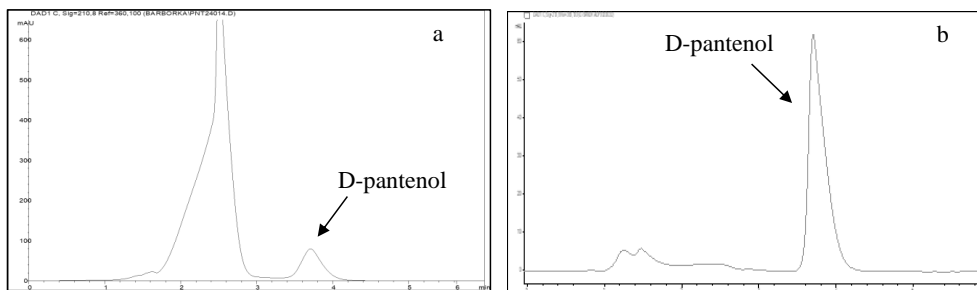 DAD1 C, Sig=210,8 Ref=360,100 (BARBORKA\PNT24014.D)
mAU
a
600
500
400
300
200
100
0
D-pantenol
0
1
2
3
4
5
6
min
b
D-pantenol